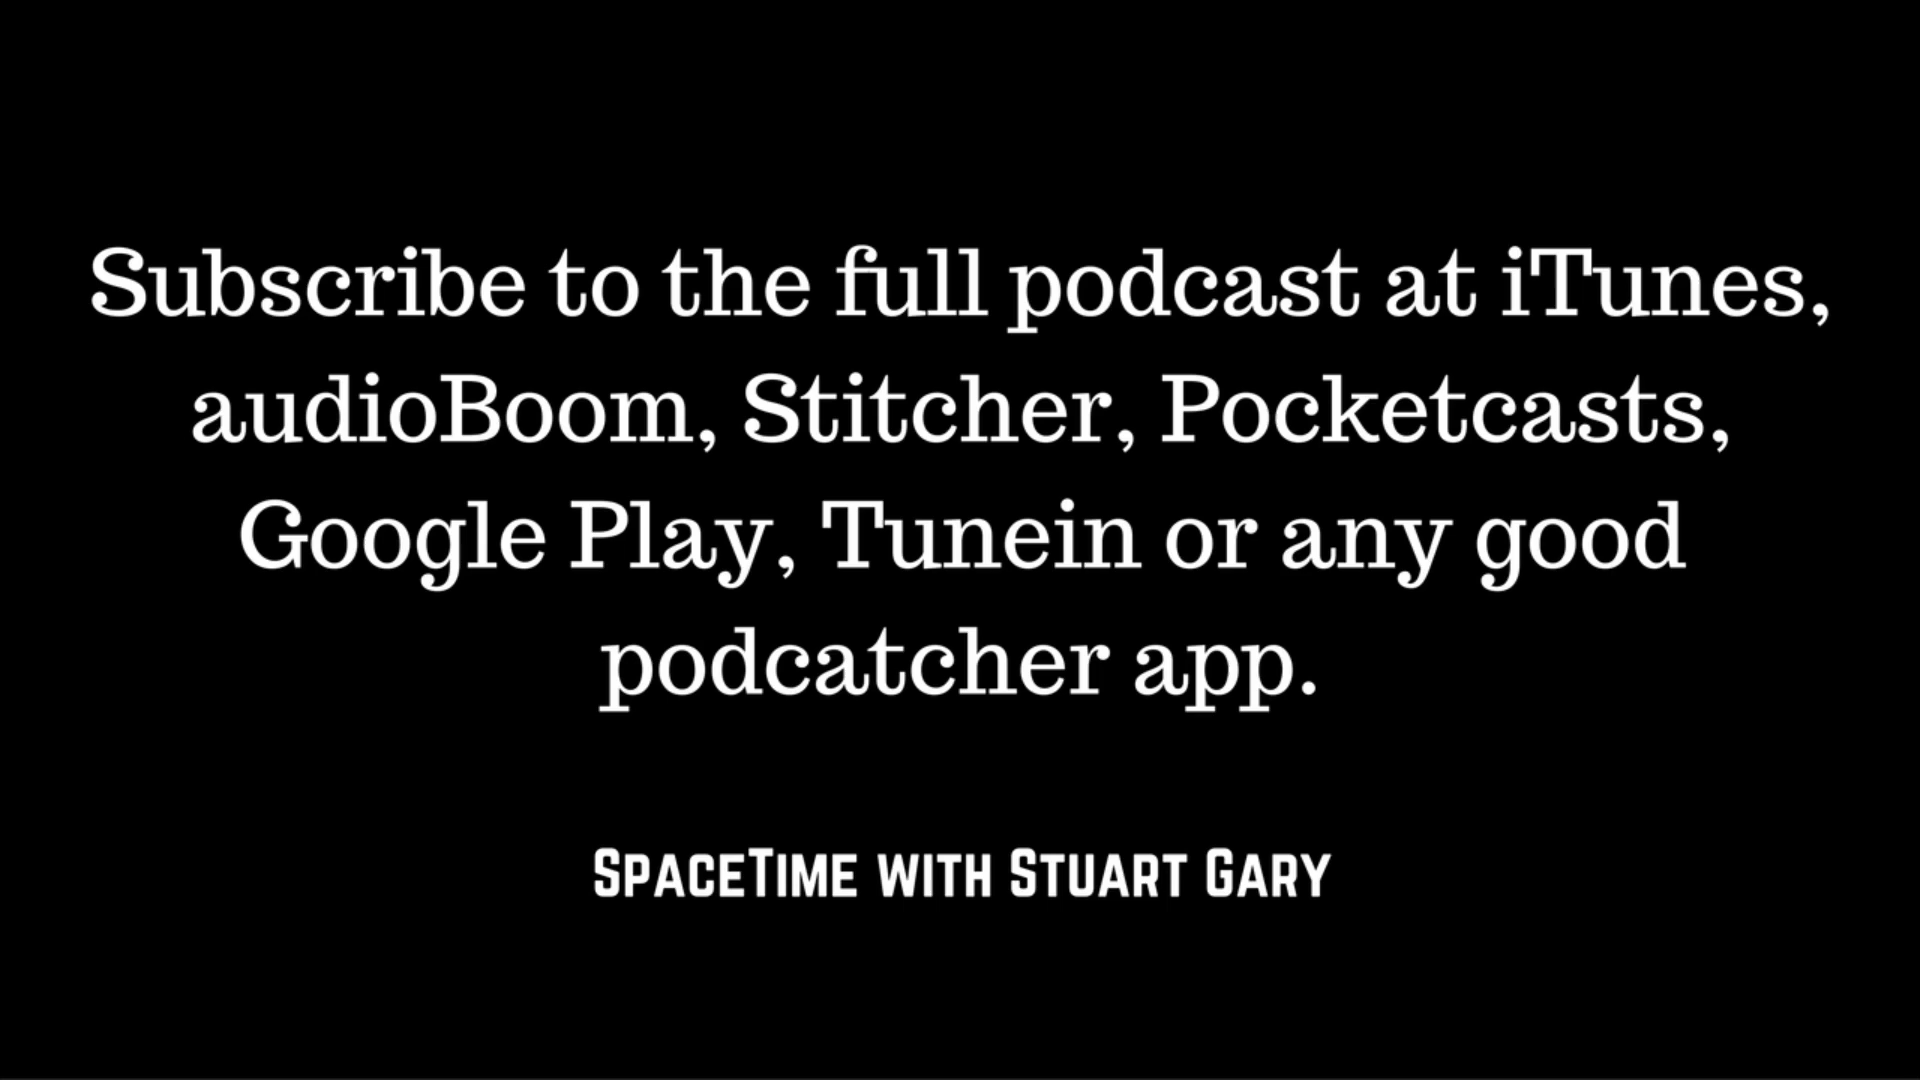 Subscribe to the full podcast at iTunes,
audioBoom, Stitcher, Pocketcasts,
Google Play, Tunein or any good
podcatcher app.
SpaceTime with Stuart Gary